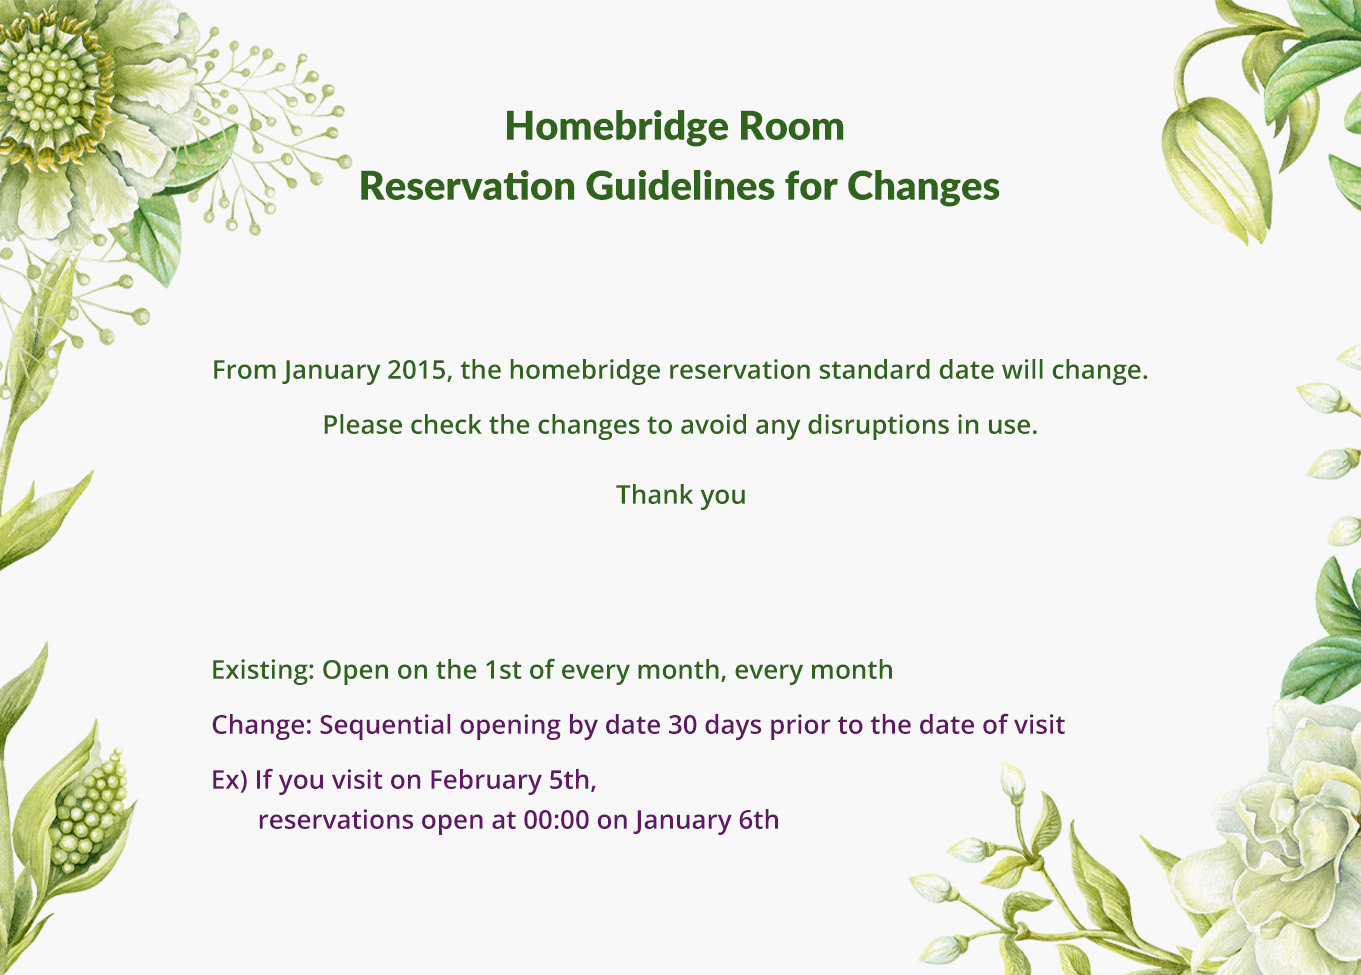 Homebridge Room
Reservation Guidelines for Changes
From January 2015, the homebridge reservation standard date will change.
Please check the changes to avoid any disruptions in use.
Thank you
Existing: Open on the 1st of every month, every month
Change: Sequential opening by date 30 days prior to the date of visit
Ex) If you visit on February 5th,
reservations open at 00:00 on January 6th